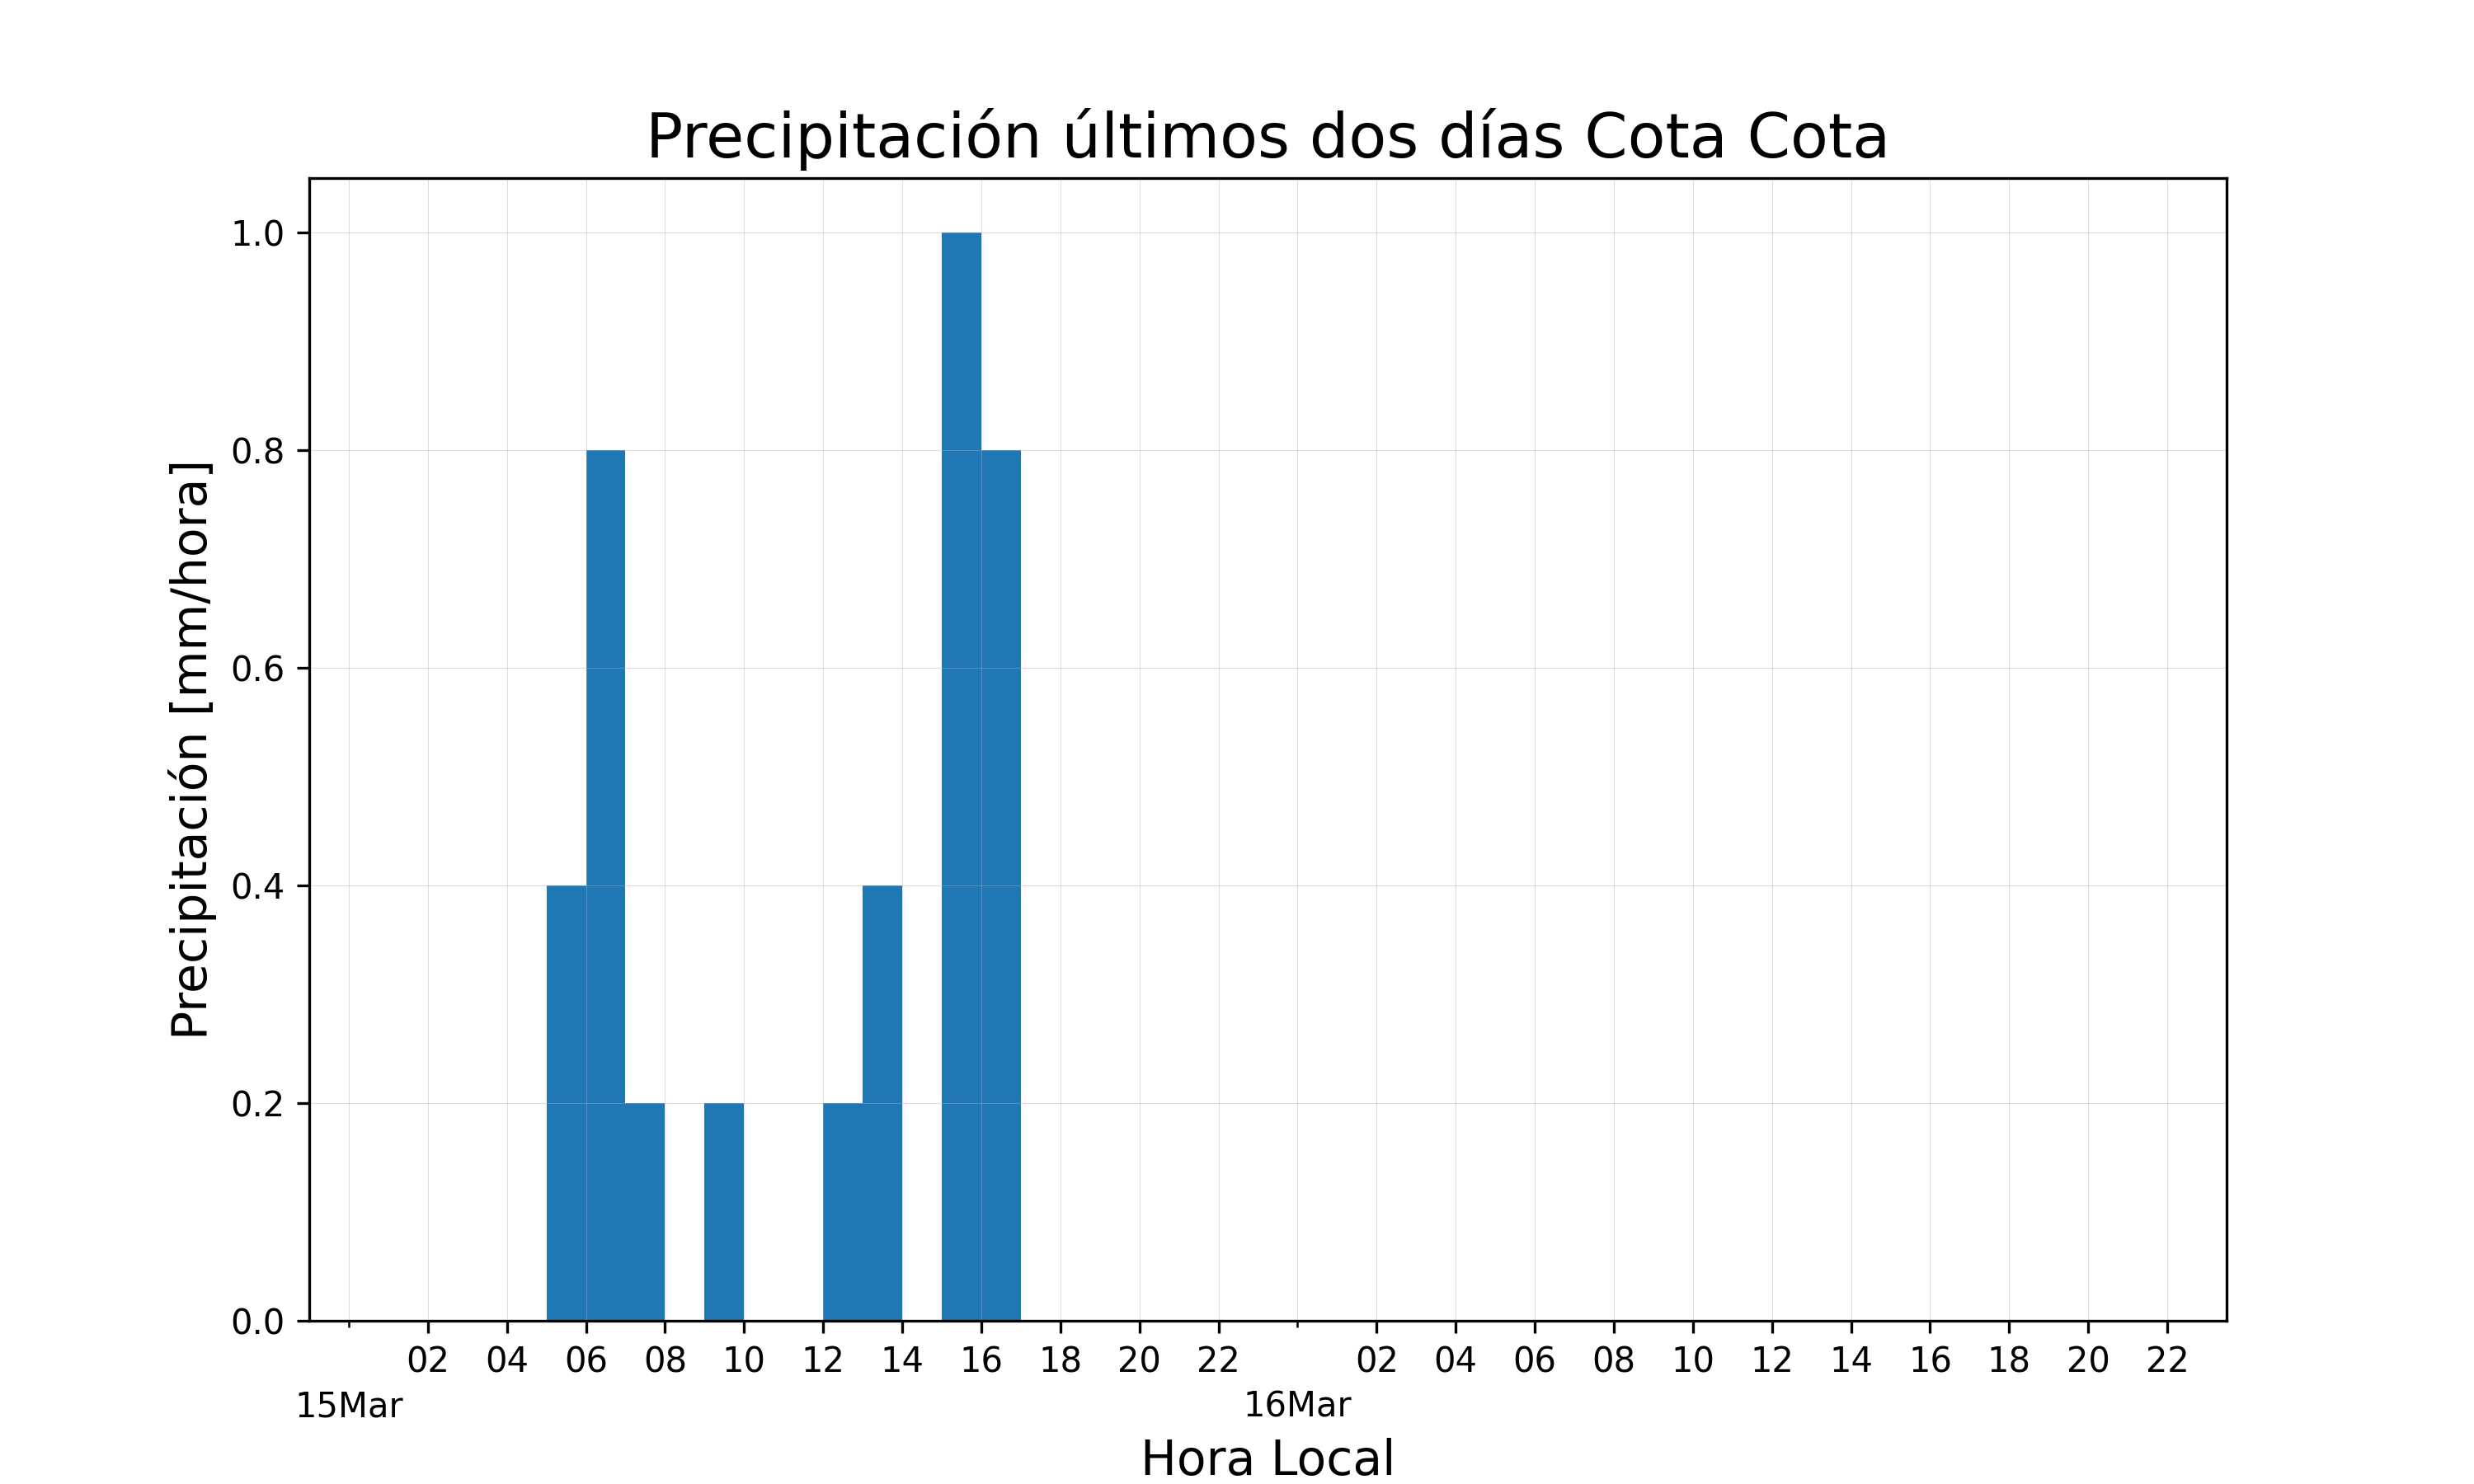 Precipitación últimos dos días Cota Cota
Precipitación [mm/hora]
1.0
0.8
0.6
0.4
0.2
0.0
02 04 06 08 10 12 14 16 18 20 22 02 04 06 08 10 12 14 16 18 20 22
15Mar 16Mar
Hora Local